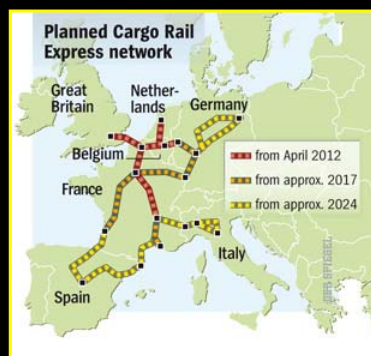 Planned Cargo Rail
Express network
Great
Britain
Nether-
lands
Germany
Belgium
France
from April 2012
from approx. 2017
from approx. 2024
Italy
Spain
DER SPIEGEL